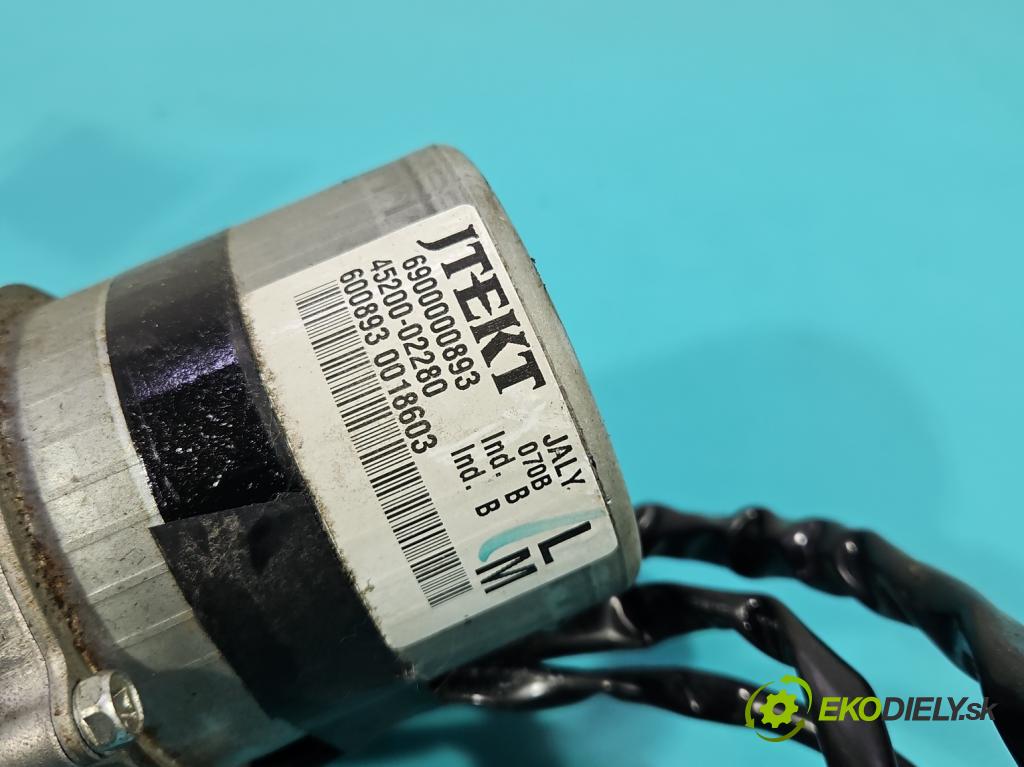 JTEKT
JALY
6900000893 070B
45200-02280 Ind. B
600893 0018603 Ind. B
L
M
EKODIELY.sk